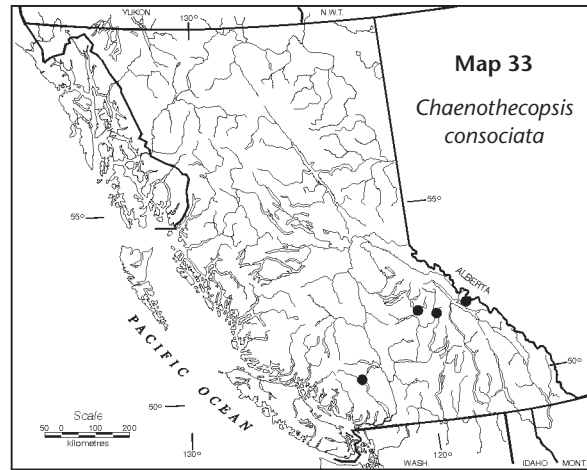 YUKON
130°
N.W.T.
Map 33
Chaenothecopsis
consociata
55°
55°
ALBERTA
PACIFIC OCEAN
50°
50°
Scale
50 0 100 200
kilometres
130°
120°
WASH.
IDAHO
MONT.